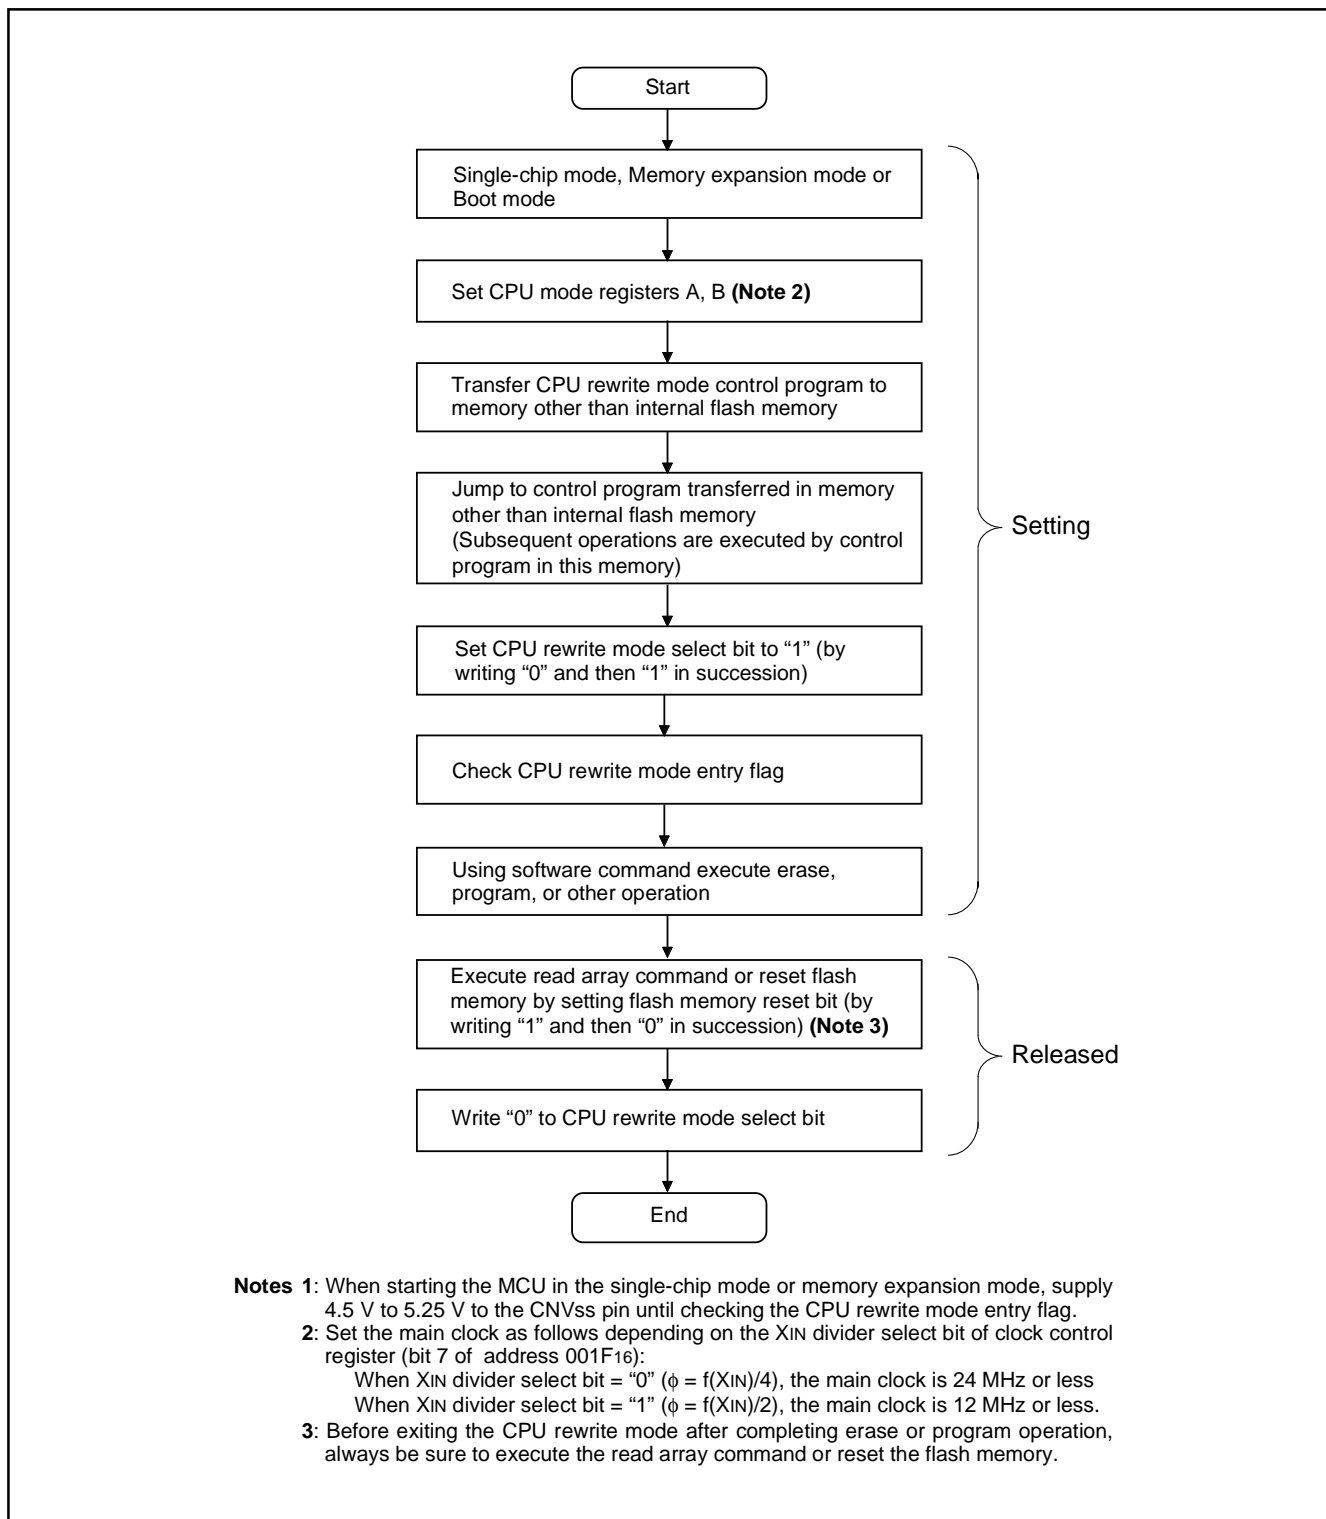 Start
Single-chip mode, Memory expansion mode or
Boot mode
Set CPU mode registers A, B (Note 2)
Transfer CPU rewrite mode control program to
memory other than internal flash memory
Jump to control program transferred in memory
other than internal flash memory
(Subsequent operations are executed by control
program in this memory)
Setting
Set CPU rewrite mode select bit to “1” (by
writing “0” and then “1” in succession)
Check CPU rewrite mode entry flag
Using software command execute erase,
program, or other operation
Execute read array command or reset flash
memory by setting flash memory reset bit (by
writing “1” and then “0” in succession) (Note 3)
Released
Write “0” to CPU rewrite mode select bit
End
Notes 1: When starting the MCU in the single-chip mode or memory expansion mode, supply
4.5 V to 5.25 V to the CNVss pin until checking the CPU rewrite mode entry flag.
2: Set the main clock as follows depending on the XIN divider select bit of clock control
register (bit 7 of address 001F16):
When XIN divider select bit = “0” (ϕ = f(XIN)/4), the main clock is 24 MHz or less
When XIN divider select bit = “1” (ϕ = f(XIN)/2), the main clock is 12 MHz or less.
3: Before exiting the CPU rewrite mode after completing erase or program operation,
always be sure to execute the read array command or reset the flash memory.